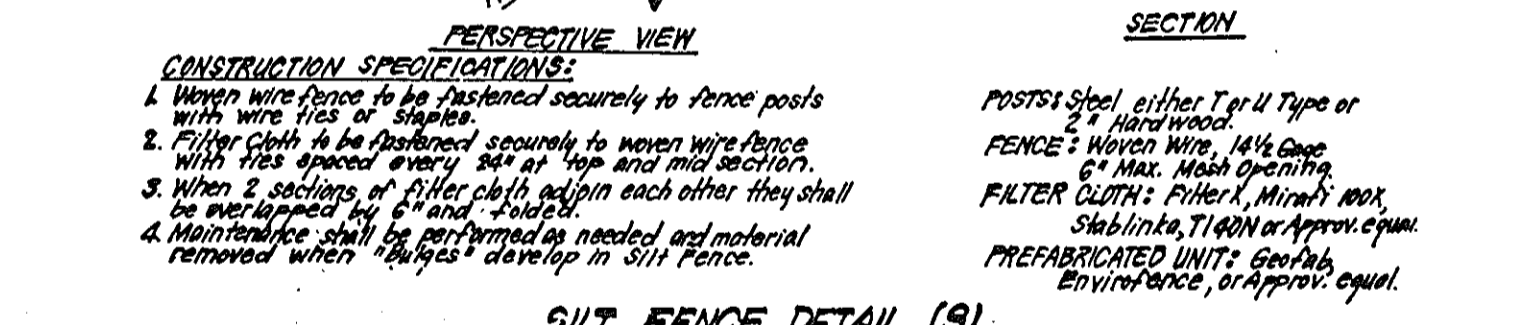 PERSPECTIVE VIEW
CONSTRUCTION SPECIFICATIONS:
1. Woven wire fence to be fastened securely to fence posts
with wire ties or staples.
2. Filter Cloth to be fastened securely to woven wire fence
with ties spaced every 24" at top and mid section.
3. When 2 sections of filter cloth adjoin each other they shall
be overlapped by 6" and folded.
4. Maintenance shall be performed as needed and material
removed when "Bulges" develop in Silt Fence.
SECTION
POSTS: Steel either T or U Type or
2" Hardwood.
FENCE: Woven Wire, 14½ Gage
6" Max. Mesh Opening.
FILTER CLOTH: Filter X, Mirafi 100X,
Stablinka, T140N or Approv. equal.
PREFABRICATED UNIT: Geofab,
Envirofence, or Approv. equal.
SILT FENCE DETAIL (9)